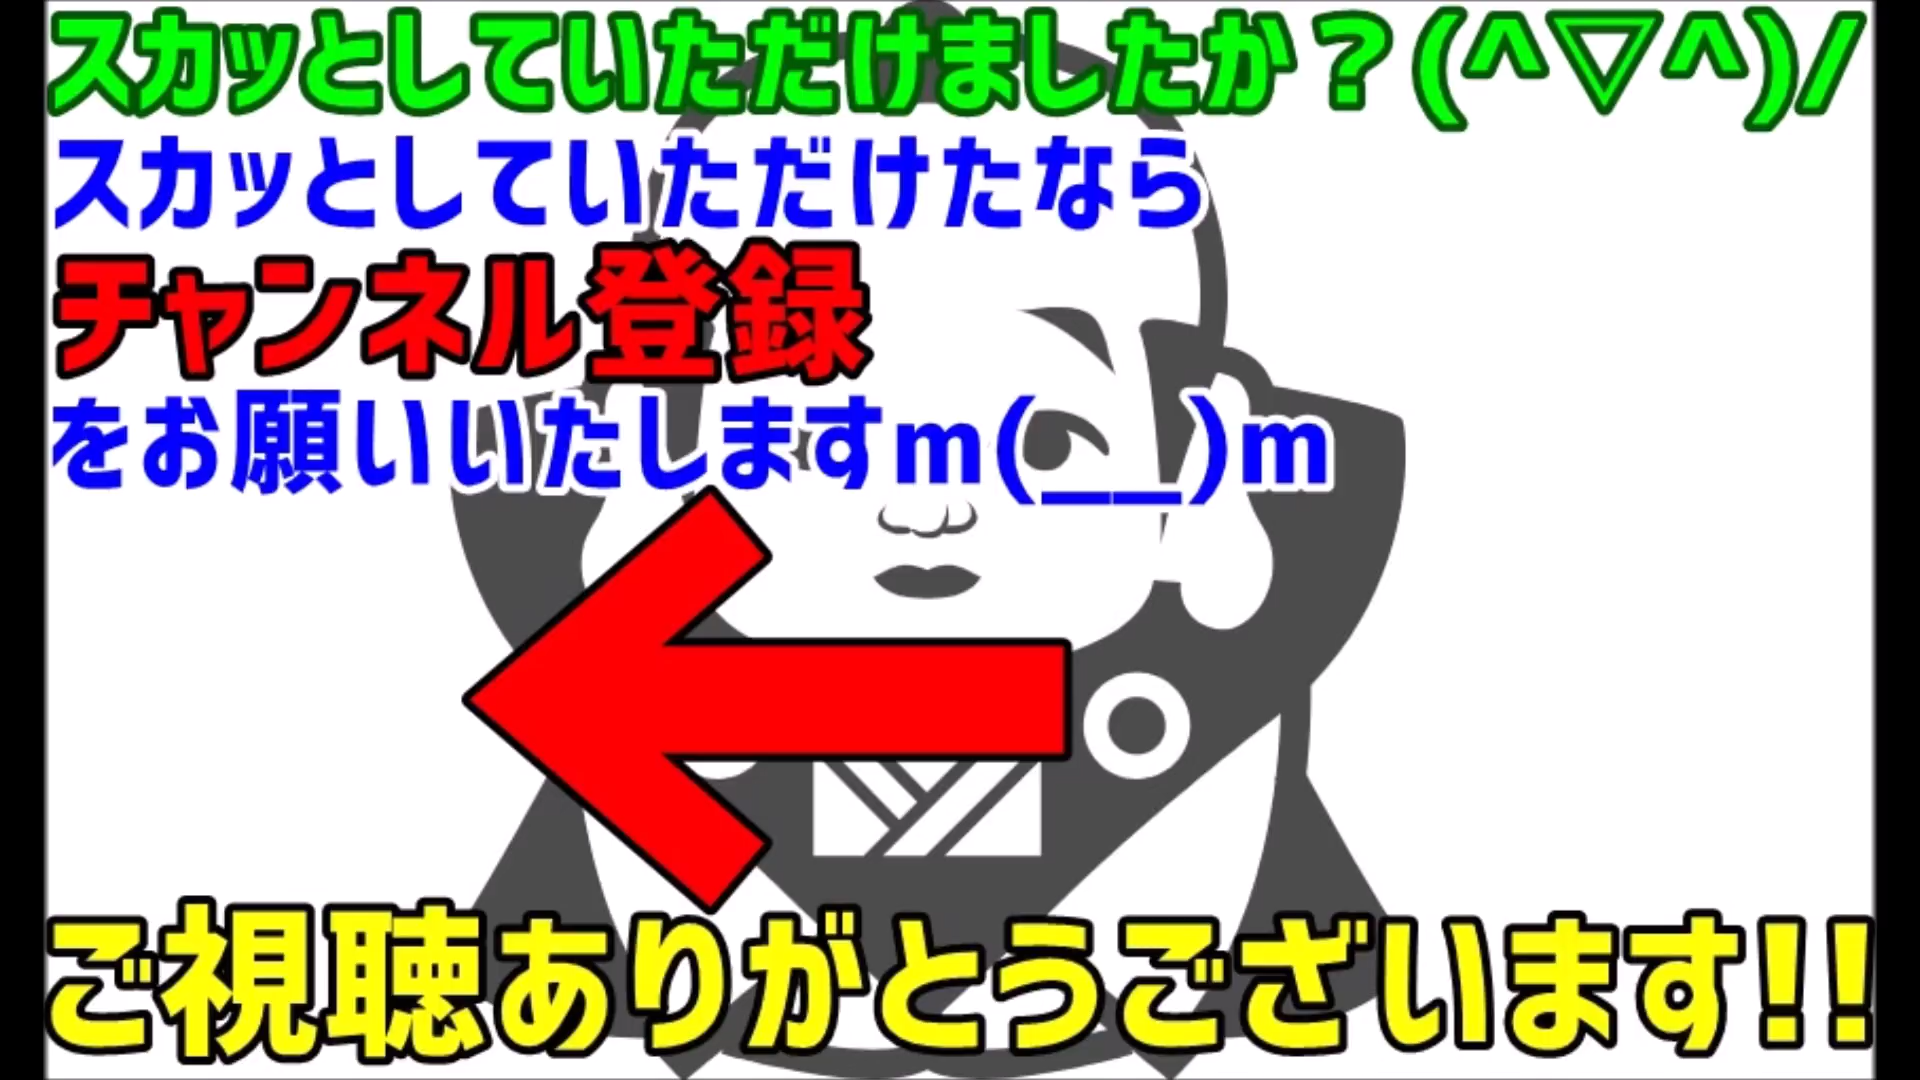 スカッとしていただけましたか？(^▽^)/
スカッとしていただけたなら
チャンネル登録
をお願いいたしますm(__)m
ご視聴ありがとうございます!!